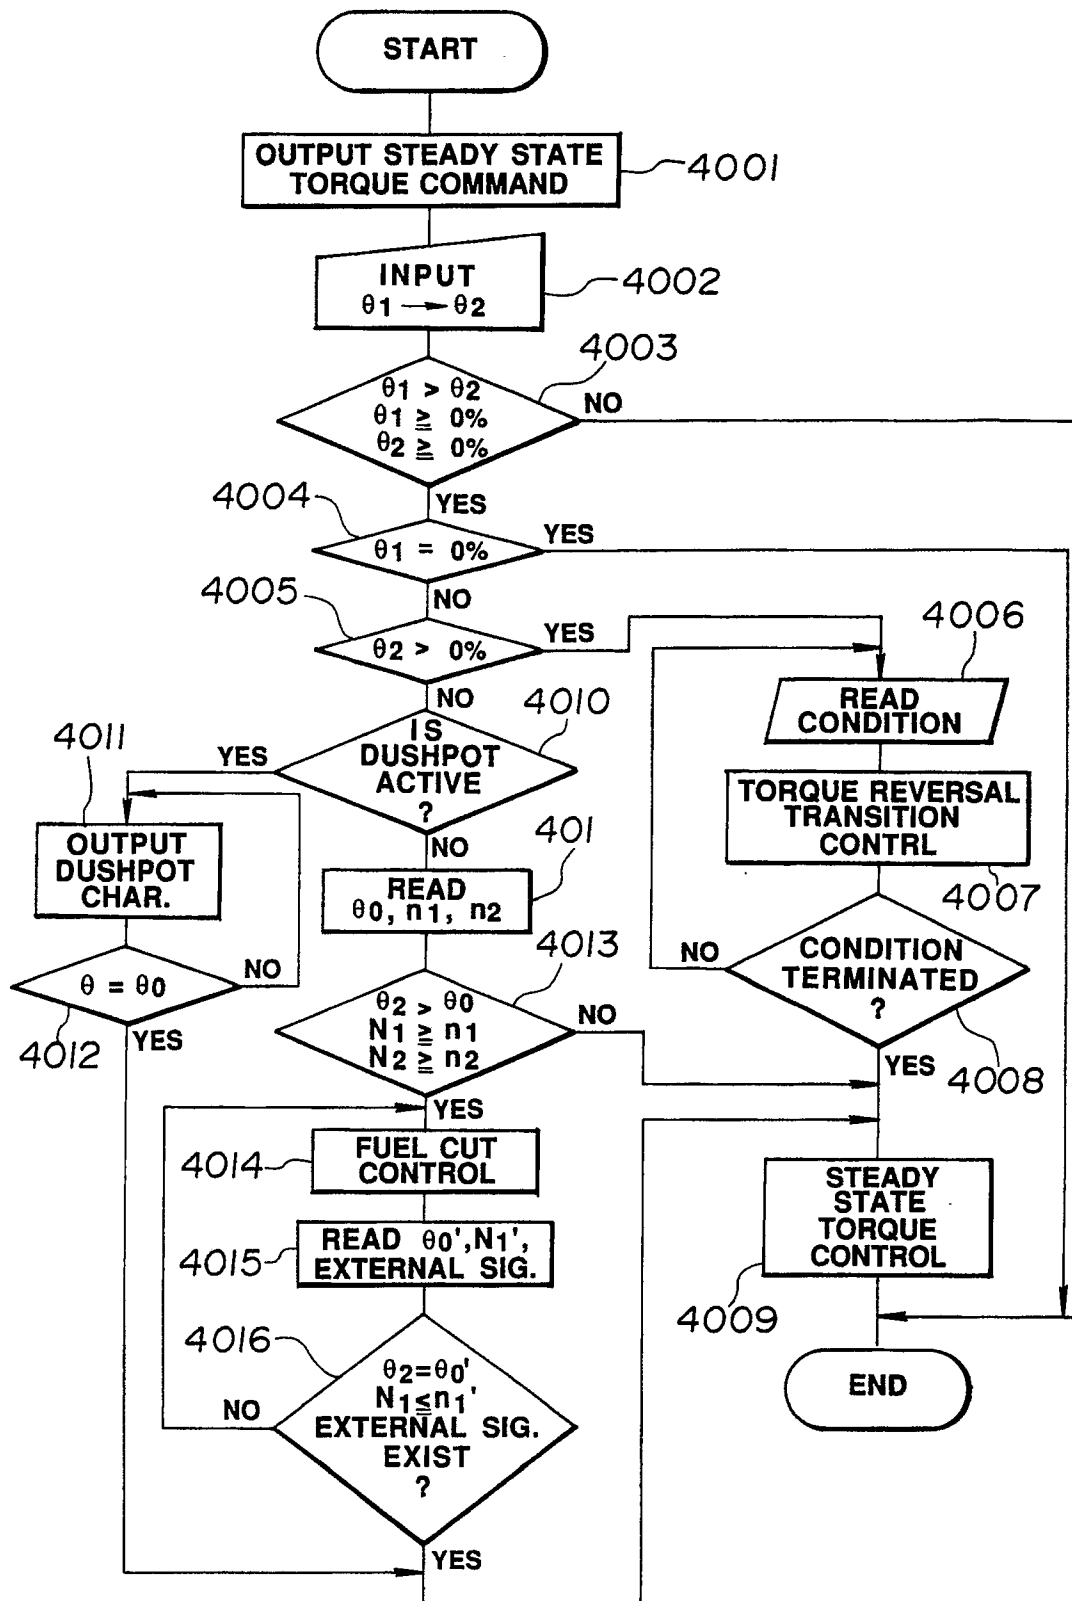 START
OUTPUT STEADY STATE
TORQUE COMMAND
4001
INPUT
θ1 → θ2
4002
4003
θ1 > θ2
θ1 ≧ 0%
θ2 ≧ 0%
NO
YES
4004
θ1 = 0%
YES
NO
4005
θ2 > 0%
YES
NO
4006
READ
CONDITION
4010
IS
DUSHPOT
ACTIVE
?
YES
NO
4011
OUTPUT
DUSHPOT
CHAR.
TORQUE REVERSAL
TRANSITION
CONTRL
4007
401
READ
θ0, n1, n2
4012
θ = θ0
NO
YES
4013
θ2 > θ0
N1 ≧ n1
N2 ≧ n2
NO
YES
CONDITION
TERMINATED
?
NO
YES
4008
4014
FUEL CUT
CONTROL
4015
READ θ0',N1',
EXTERNAL SIG.
STEADY
STATE
TORQUE
CONTROL
4009
4016
θ2=θ0'
N1≦n1'
EXTERNAL SIG.
EXIST
?
NO
YES
END